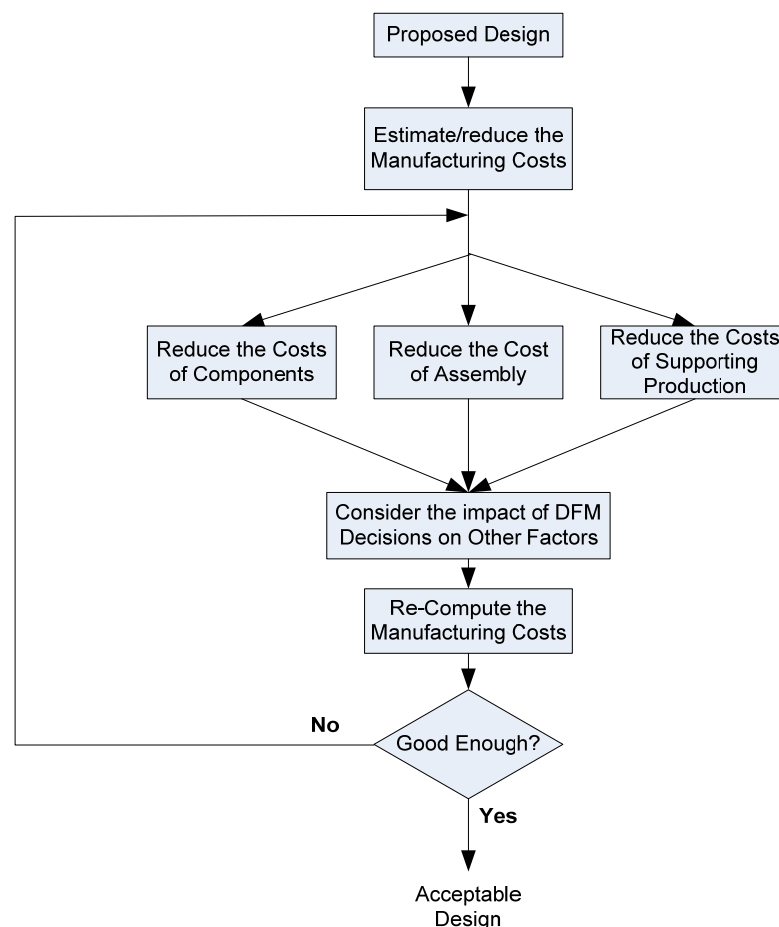 Proposed Design
Estimate/reduce the
Manufacturing Costs
Reduce the Costs
of Components
Reduce the Cost
of Assembly
Reduce the Costs
of Supporting
Production
Consider the impact of DFM
Decisions on Other Factors
Re-Compute the
Manufacturing Costs
Good Enough?
No
Yes
Acceptable
Design